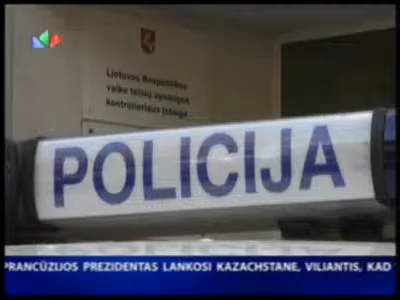 Lietuvos Respublikos
vaiko teisių apsaugos
kontrolieriaus įstaiga
POLICIJA
PRANCŪZIJOS PREZIDENTAS LANKOSI KAZACHSTANE, VILIANTIS, KAD